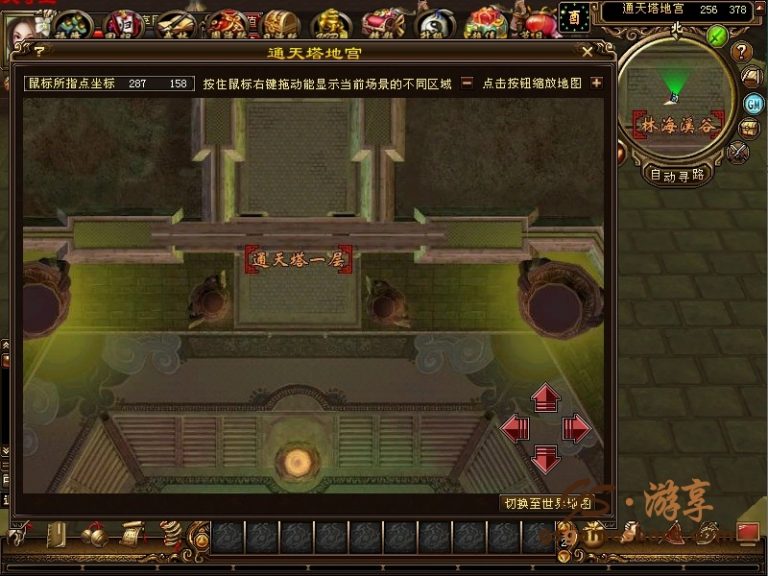 通天塔地宫 256 378
北
GM
林海溪谷
自动寻路
酉
? 通天塔地宫 ×
鼠标所指点坐标 287 158 按住鼠标右键拖动能显示当前场景的不同区域 － 点击按钮缩放地图 ＋
通天塔一层
切换至世界地图
游享